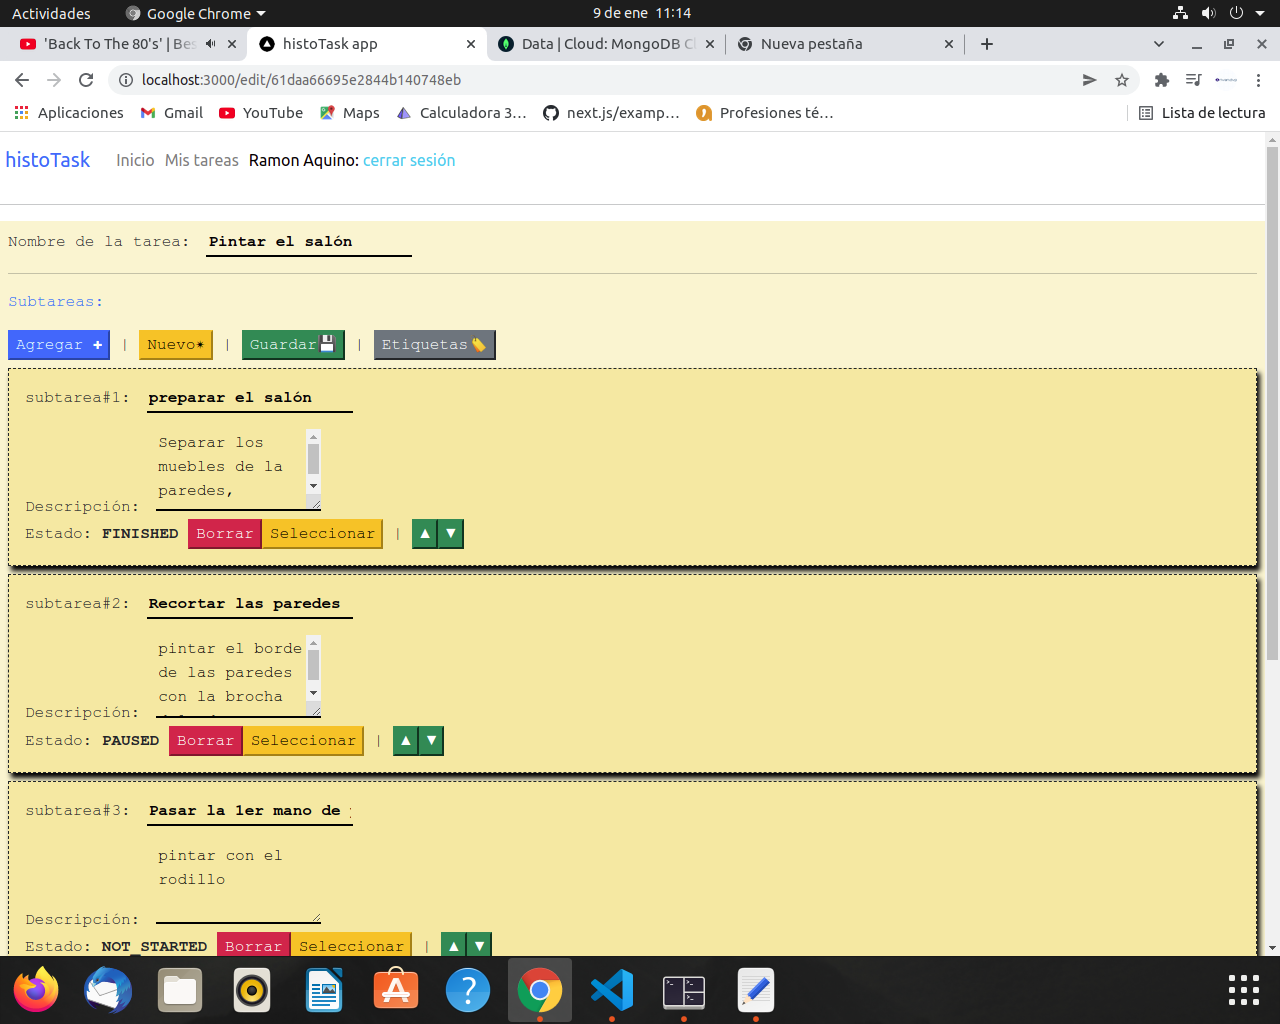 Actividades
Google Chrome
9 de ene 11:14
'Back To The 80's' | Bes
histoTask app
Data | Cloud: MongoDB Cl
Nueva pestaña
localhost:3000/edit/61daa66695e2844b140748eb
Aplicaciones
Gmail
YouTube
Maps
Calculadora 3…
next.js/examp…
Profesiones té…
Lista de lectura
histoTask
Inicio
Mis tareas
Ramon Aquino: cerrar sesión
Nombre de la tarea: Pintar el salón
Subtareas:
Agregar + | Nuevo | Guardar | Etiquetas
subtarea#1: preparar el salón
Separar los
muebles de la
paredes,
Descripción:
Estado: FINISHED Borrar Seleccionar | ▲ ▼
subtarea#2: Recortar las paredes
pintar el borde
de las paredes
con la brocha
Descripción:
Estado: PAUSED Borrar Seleccionar | ▲ ▼
subtarea#3: Pasar la 1er mano de
pintar con el
rodillo
Descripción:
Estado: NOT_STARTED Borrar Seleccionar | ▲ ▼